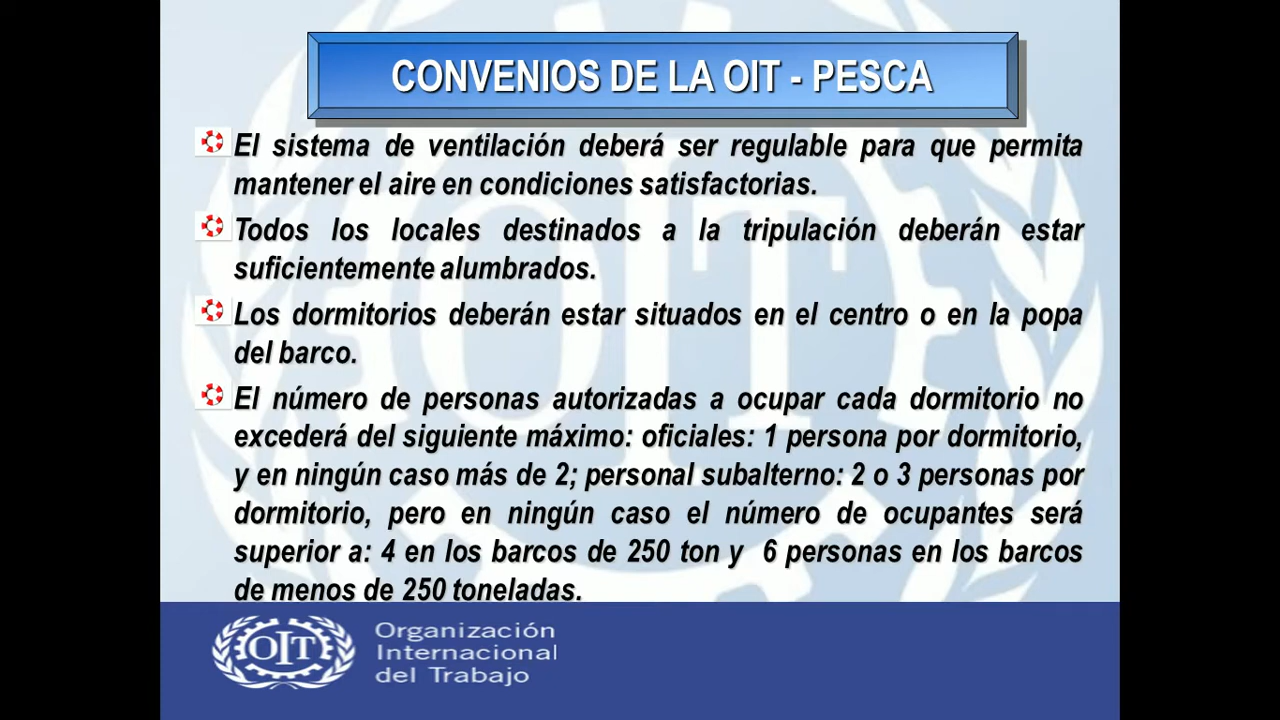 CONVENIOS DE LA OIT - PESCA
El sistema de ventilación deberá ser regulable para que permita
mantener el aire en condiciones satisfactorias.
Todos los locales destinados a la tripulación deberán estar
suficientemente alumbrados.
Los dormitorios deberán estar situados en el centro o en la popa
del barco.
El número de personas autorizadas a ocupar cada dormitorio no
excederá del siguiente máximo: oficiales: 1 persona por dormitorio,
y en ningún caso más de 2; personal subalterno: 2 o 3 personas por
dormitorio, pero en ningún caso el número de ocupantes será
superior a: 4 en los barcos de 250 ton y 6 personas en los barcos
de menos de 250 toneladas.
OIT
Organización
Internacional
del Trabajo